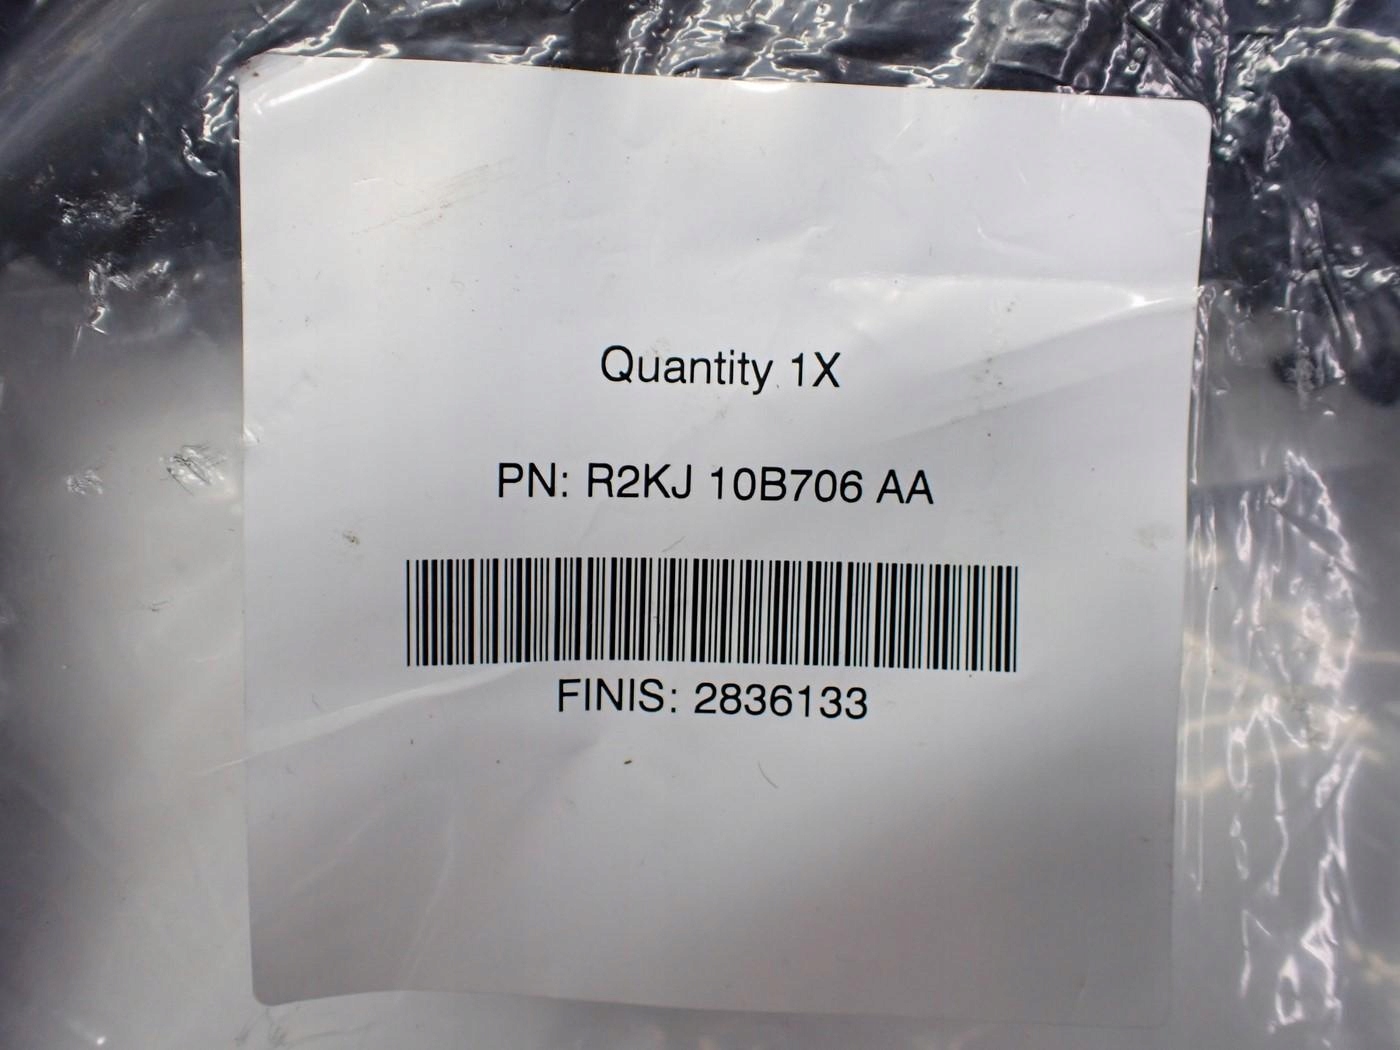 Quantity 1X
PN: R2KJ 10B706 AA
FINIS: 2836133